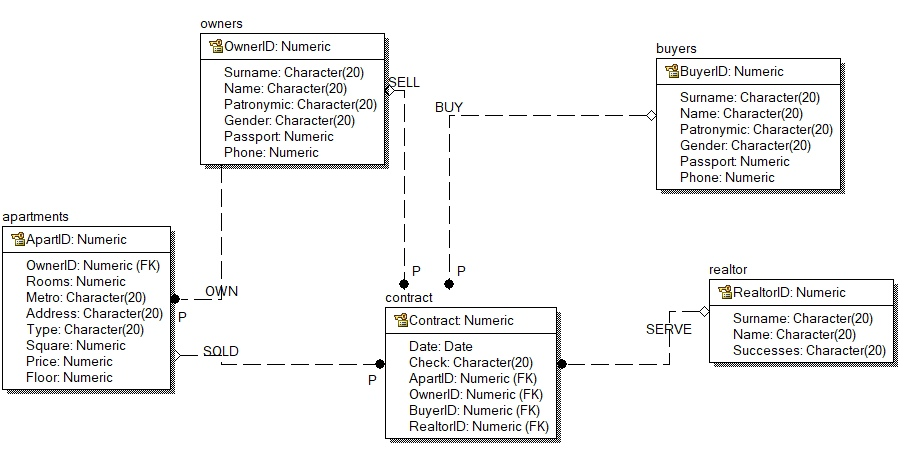 owners
OwnerID: Numeric
Surname: Character(20)
Name: Character(20)
Patronymic: Character(20)
Gender: Character(20)
Passport: Numeric
Phone: Numeric
SELL
BUY
buyers
BuyerID: Numeric
Surname: Character(20)
Name: Character(20)
Patronymic: Character(20)
Gender: Character(20)
Passport: Numeric
Phone: Numeric
apartments
ApartID: Numeric
OwnerID: Numeric (FK)
Rooms: Numeric
Metro: Character(20)
Address: Character(20)
Type: Character(20)
Square: Numeric
Price: Numeric
Floor: Numeric
OWN
P
SOLD
P
P
P
contract
Contract: Numeric
Date: Date
Check: Character(20)
ApartID: Numeric (FK)
OwnerID: Numeric (FK)
BuyerID: Numeric (FK)
RealtorID: Numeric (FK)
SERVE
realtor
RealtorID: Numeric
Surname: Character(20)
Name: Character(20)
Successes: Character(20)